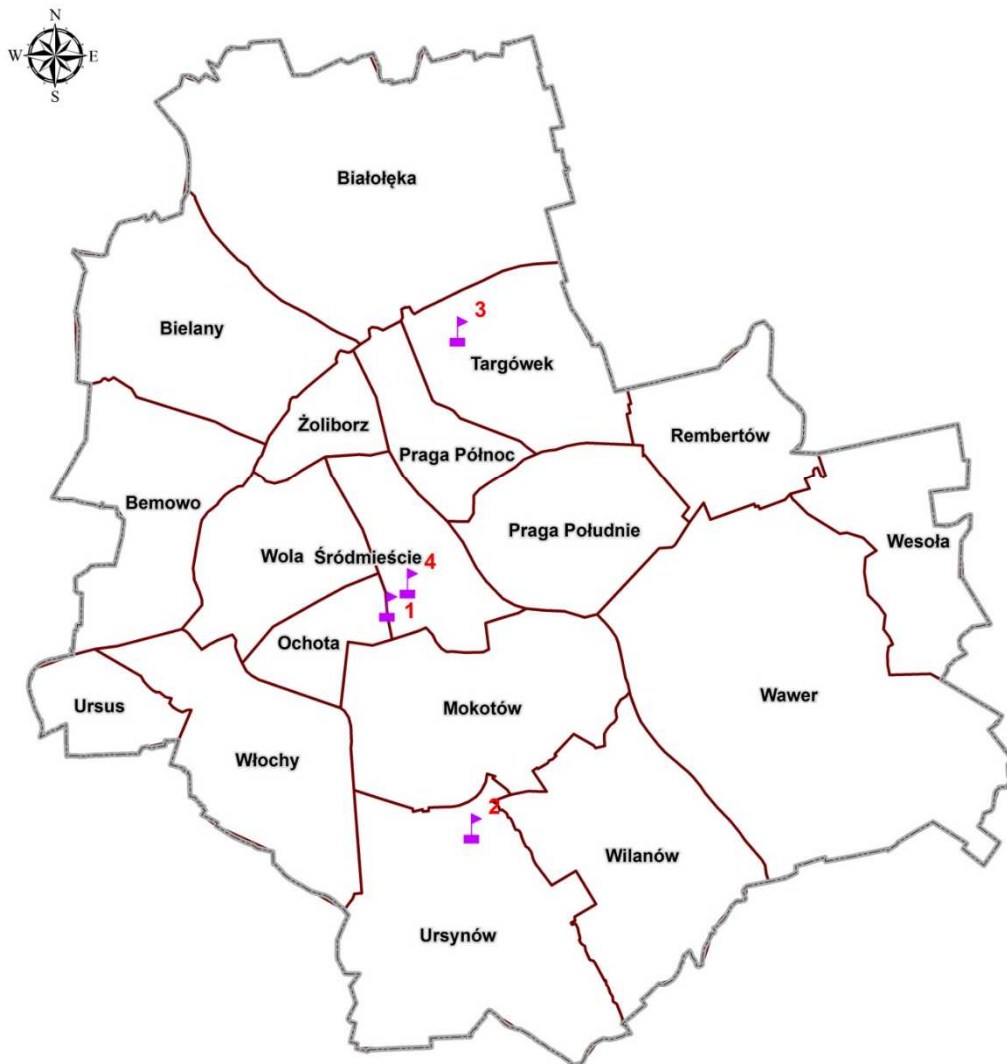 N
W E
S
Białołęka
3
Bielany
Targówek
Żoliborz
Rembertów
Praga Północ
Bemowo
Praga Południe
Wesoła
Wola
Śródmieście
4
1
Ochota
Wawer
Ursus
Mokotów
Włochy
2
Wilanów
Ursynów